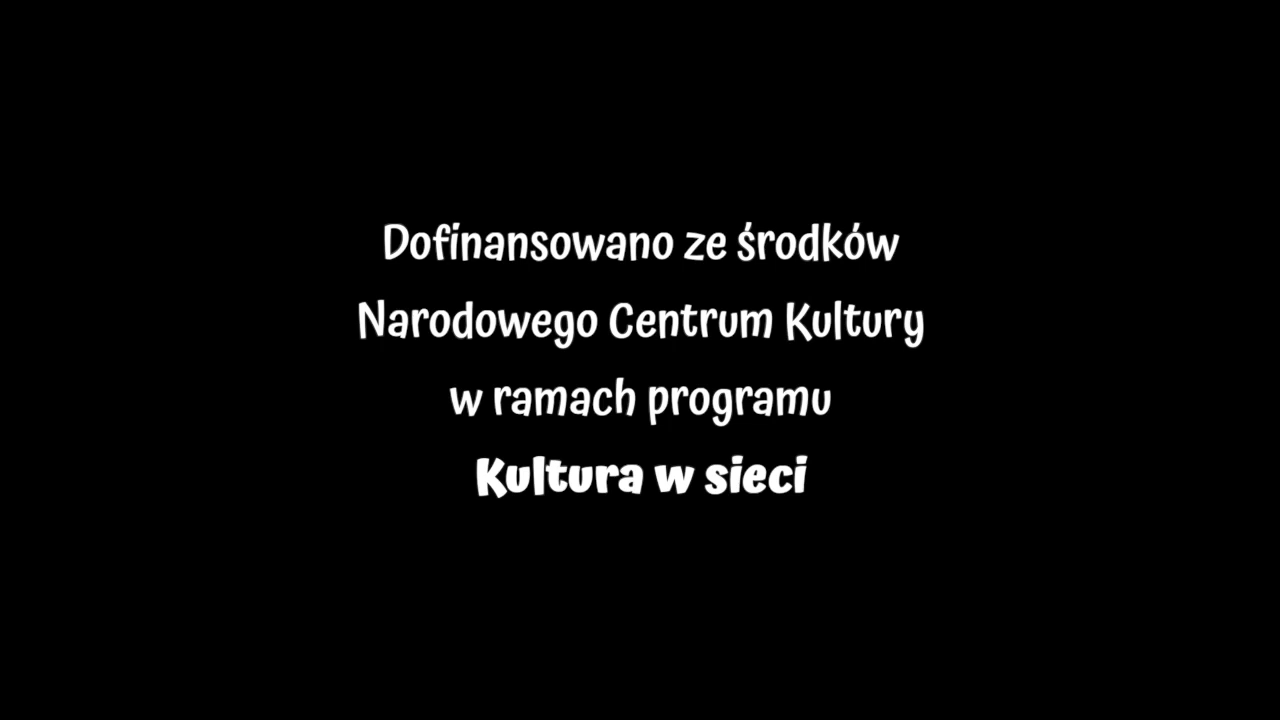 Dofinansowano ze środków
Narodowego Centrum Kultury
w ramach programu
Kultura w sieci